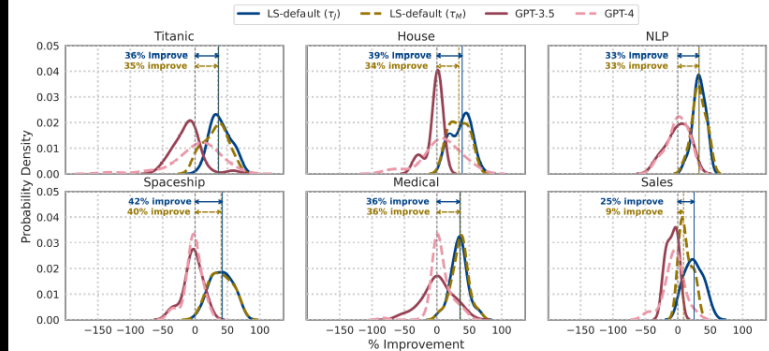 LS-default (τJ) LS-default (τM) GPT-3.5 GPT-4
Titanic House NLP
36% Improve 39% Improve 33% Improve
35% improve 34% improve 33% improve
0.05
0.04
0.03
0.02
0.01
0.00
Probability Density
Spaceship Medical Sales
42% improve 36% improve 25% improve
40% improve 36% improve 9% improve
0.05
0.04
0.03
0.02
0.01
0.00
−150 −100 −50 0 50 100 −150 −100 −50 0 50 100 −150 −100 −50 0 50 100
% Improvement